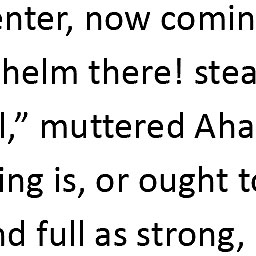 enter, now comin
helm there! stea
l,” muttered Aha
ing is, or ought to
nd full as strong,